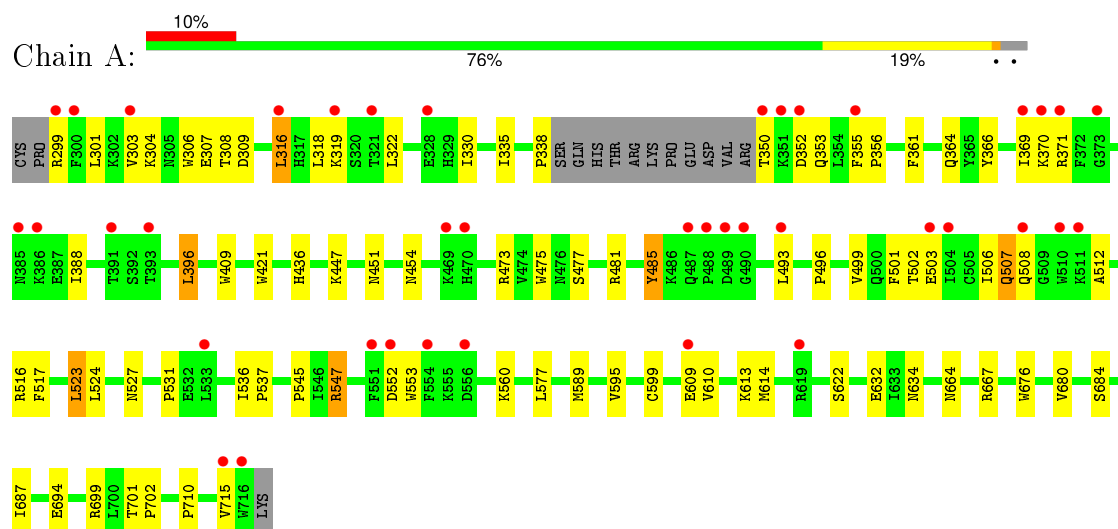 10%
Chain A:
76% 19% • •
CYS PRO R299 F300 L301 K302 V303 K304 N305 W306 E307 T308 D309 L316 H317 L318 K319 S320 T321 L322 E328 H329 I330 I335 P338 SER GLN HIS THR ARG LYS PRO GLU ASP VAL ARG T350 K351 D352 Q353 L354 F355 P356 F361 Q364 Y365 Y366 I369 K370 R371 F372 G373
N385 K386 E387 I388 T391 S392 T393 L396 W409 W421 H436 K447 N451 N454 K469 H470 R473 V474 W475 N476 S477 R481 Y485 K486 Q487 P488 D489 G490 L493 P496 V499 Q500 F501 T502 E503 I504 C505 I506 Q507 Q508 G509 W510 K511 A512
R516 F517 L523 L524 N527 P531 E532 L533 I536 P537 P545 I546 R547 F551 D552 W553 F554 K555 D556 K560 L577 M589 V595 C599 E609 V610 K613 M614 R619 S622 E632 I633 N634 N664 R667 W676 V680 S684
I687 E694 R699 L700 T701 P702 P710 V715 W716 LYS